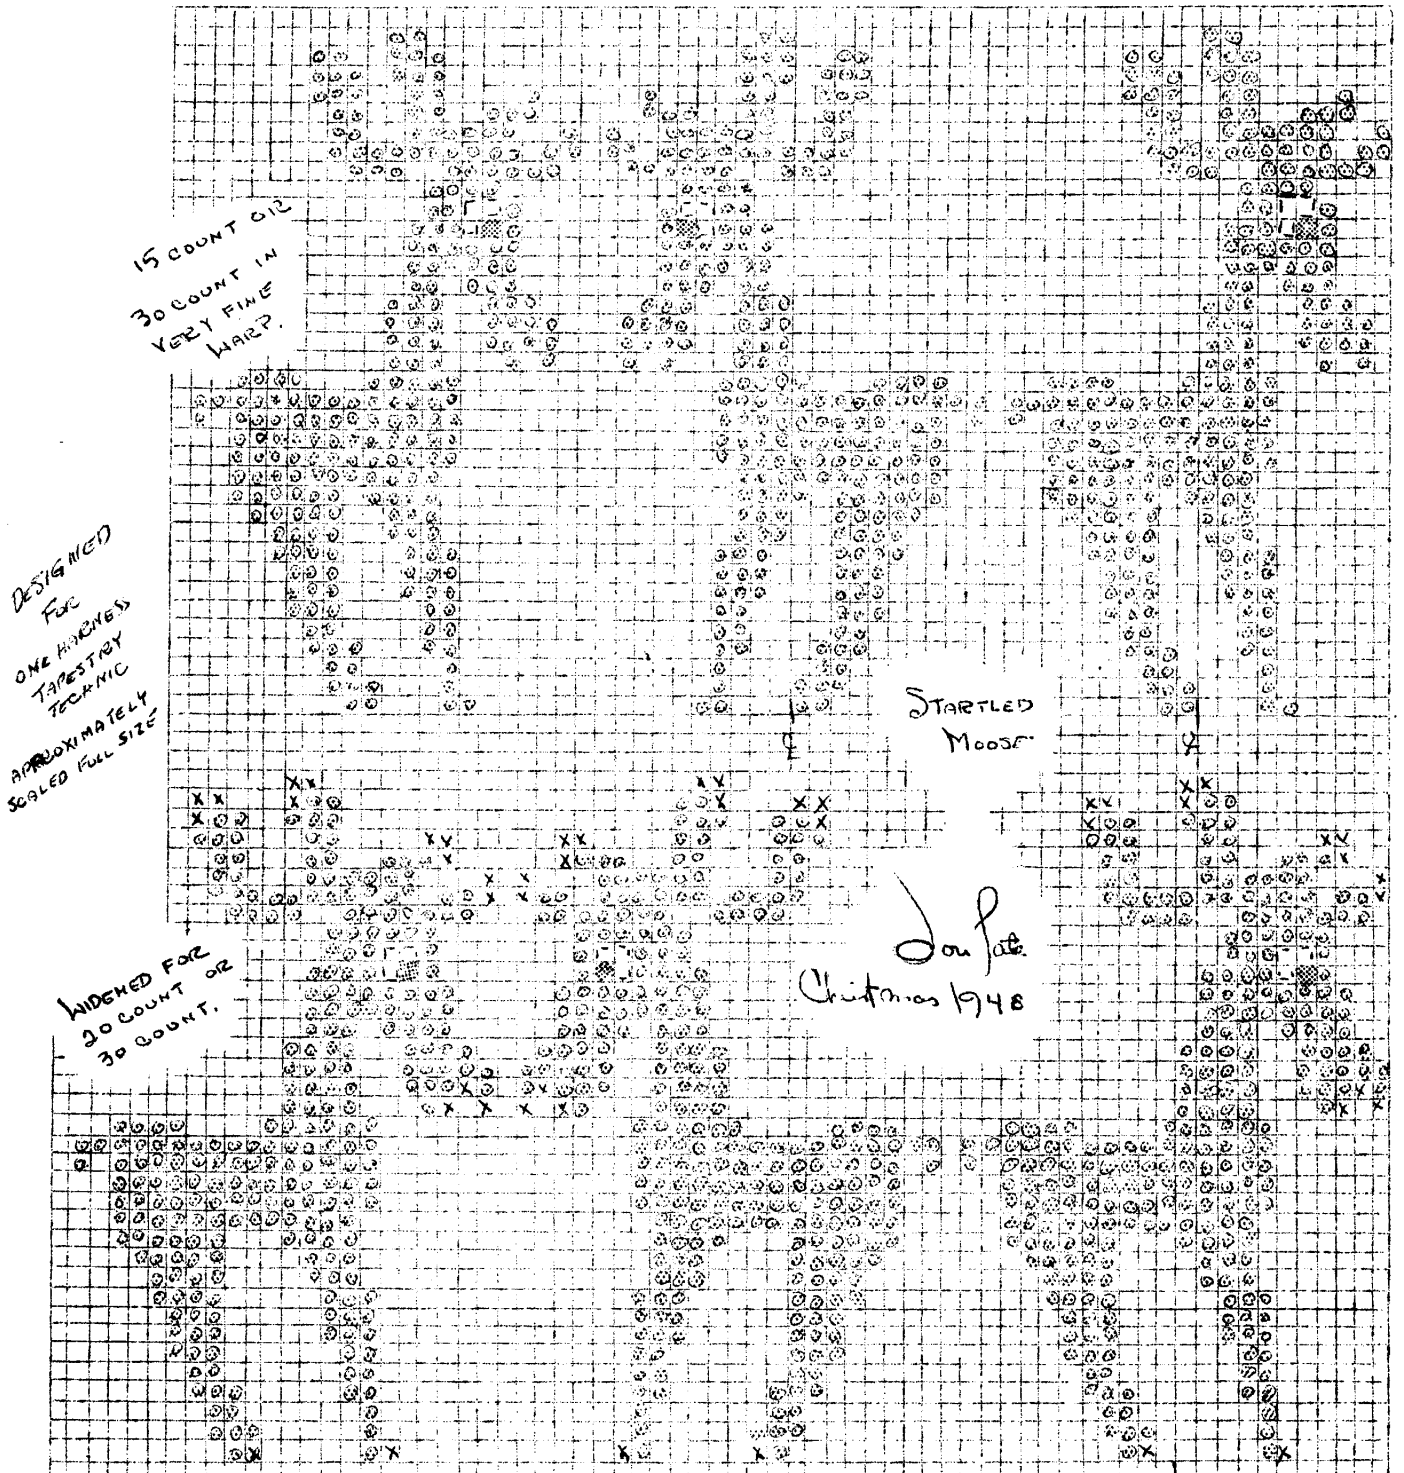 15 COUNT OR
30 COUNT IN
VERY FINE
WARP.
DESIGNED
FOR
ONE HARNESS
TAPESTRY
TECHNIC
APPROXIMATELY
SCALED FULL SIZE
STARTLED
MOOSE
WIDENED FOR
20 COUNT OR
30 COUNT.
Christmas 1948